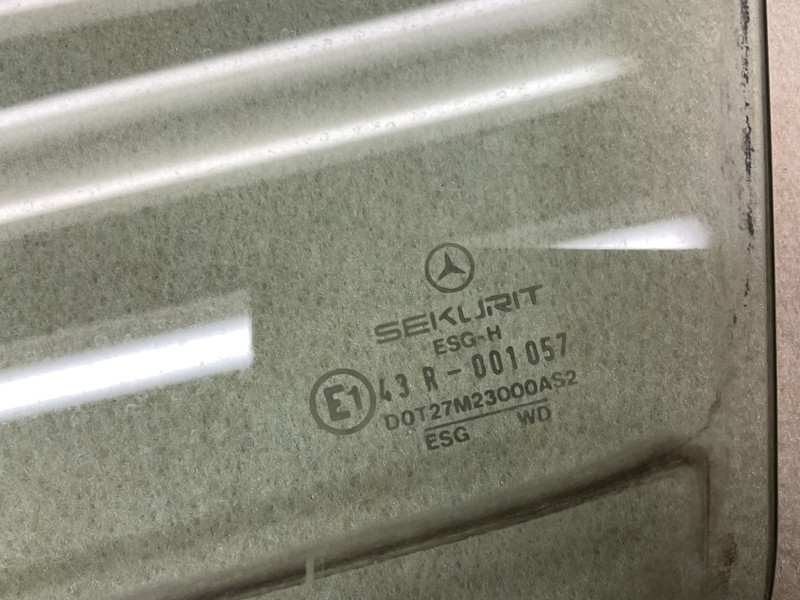 SEKURIT
ESG-H
E1 43 R-001057
DOT27M23000AS2
ESG WD